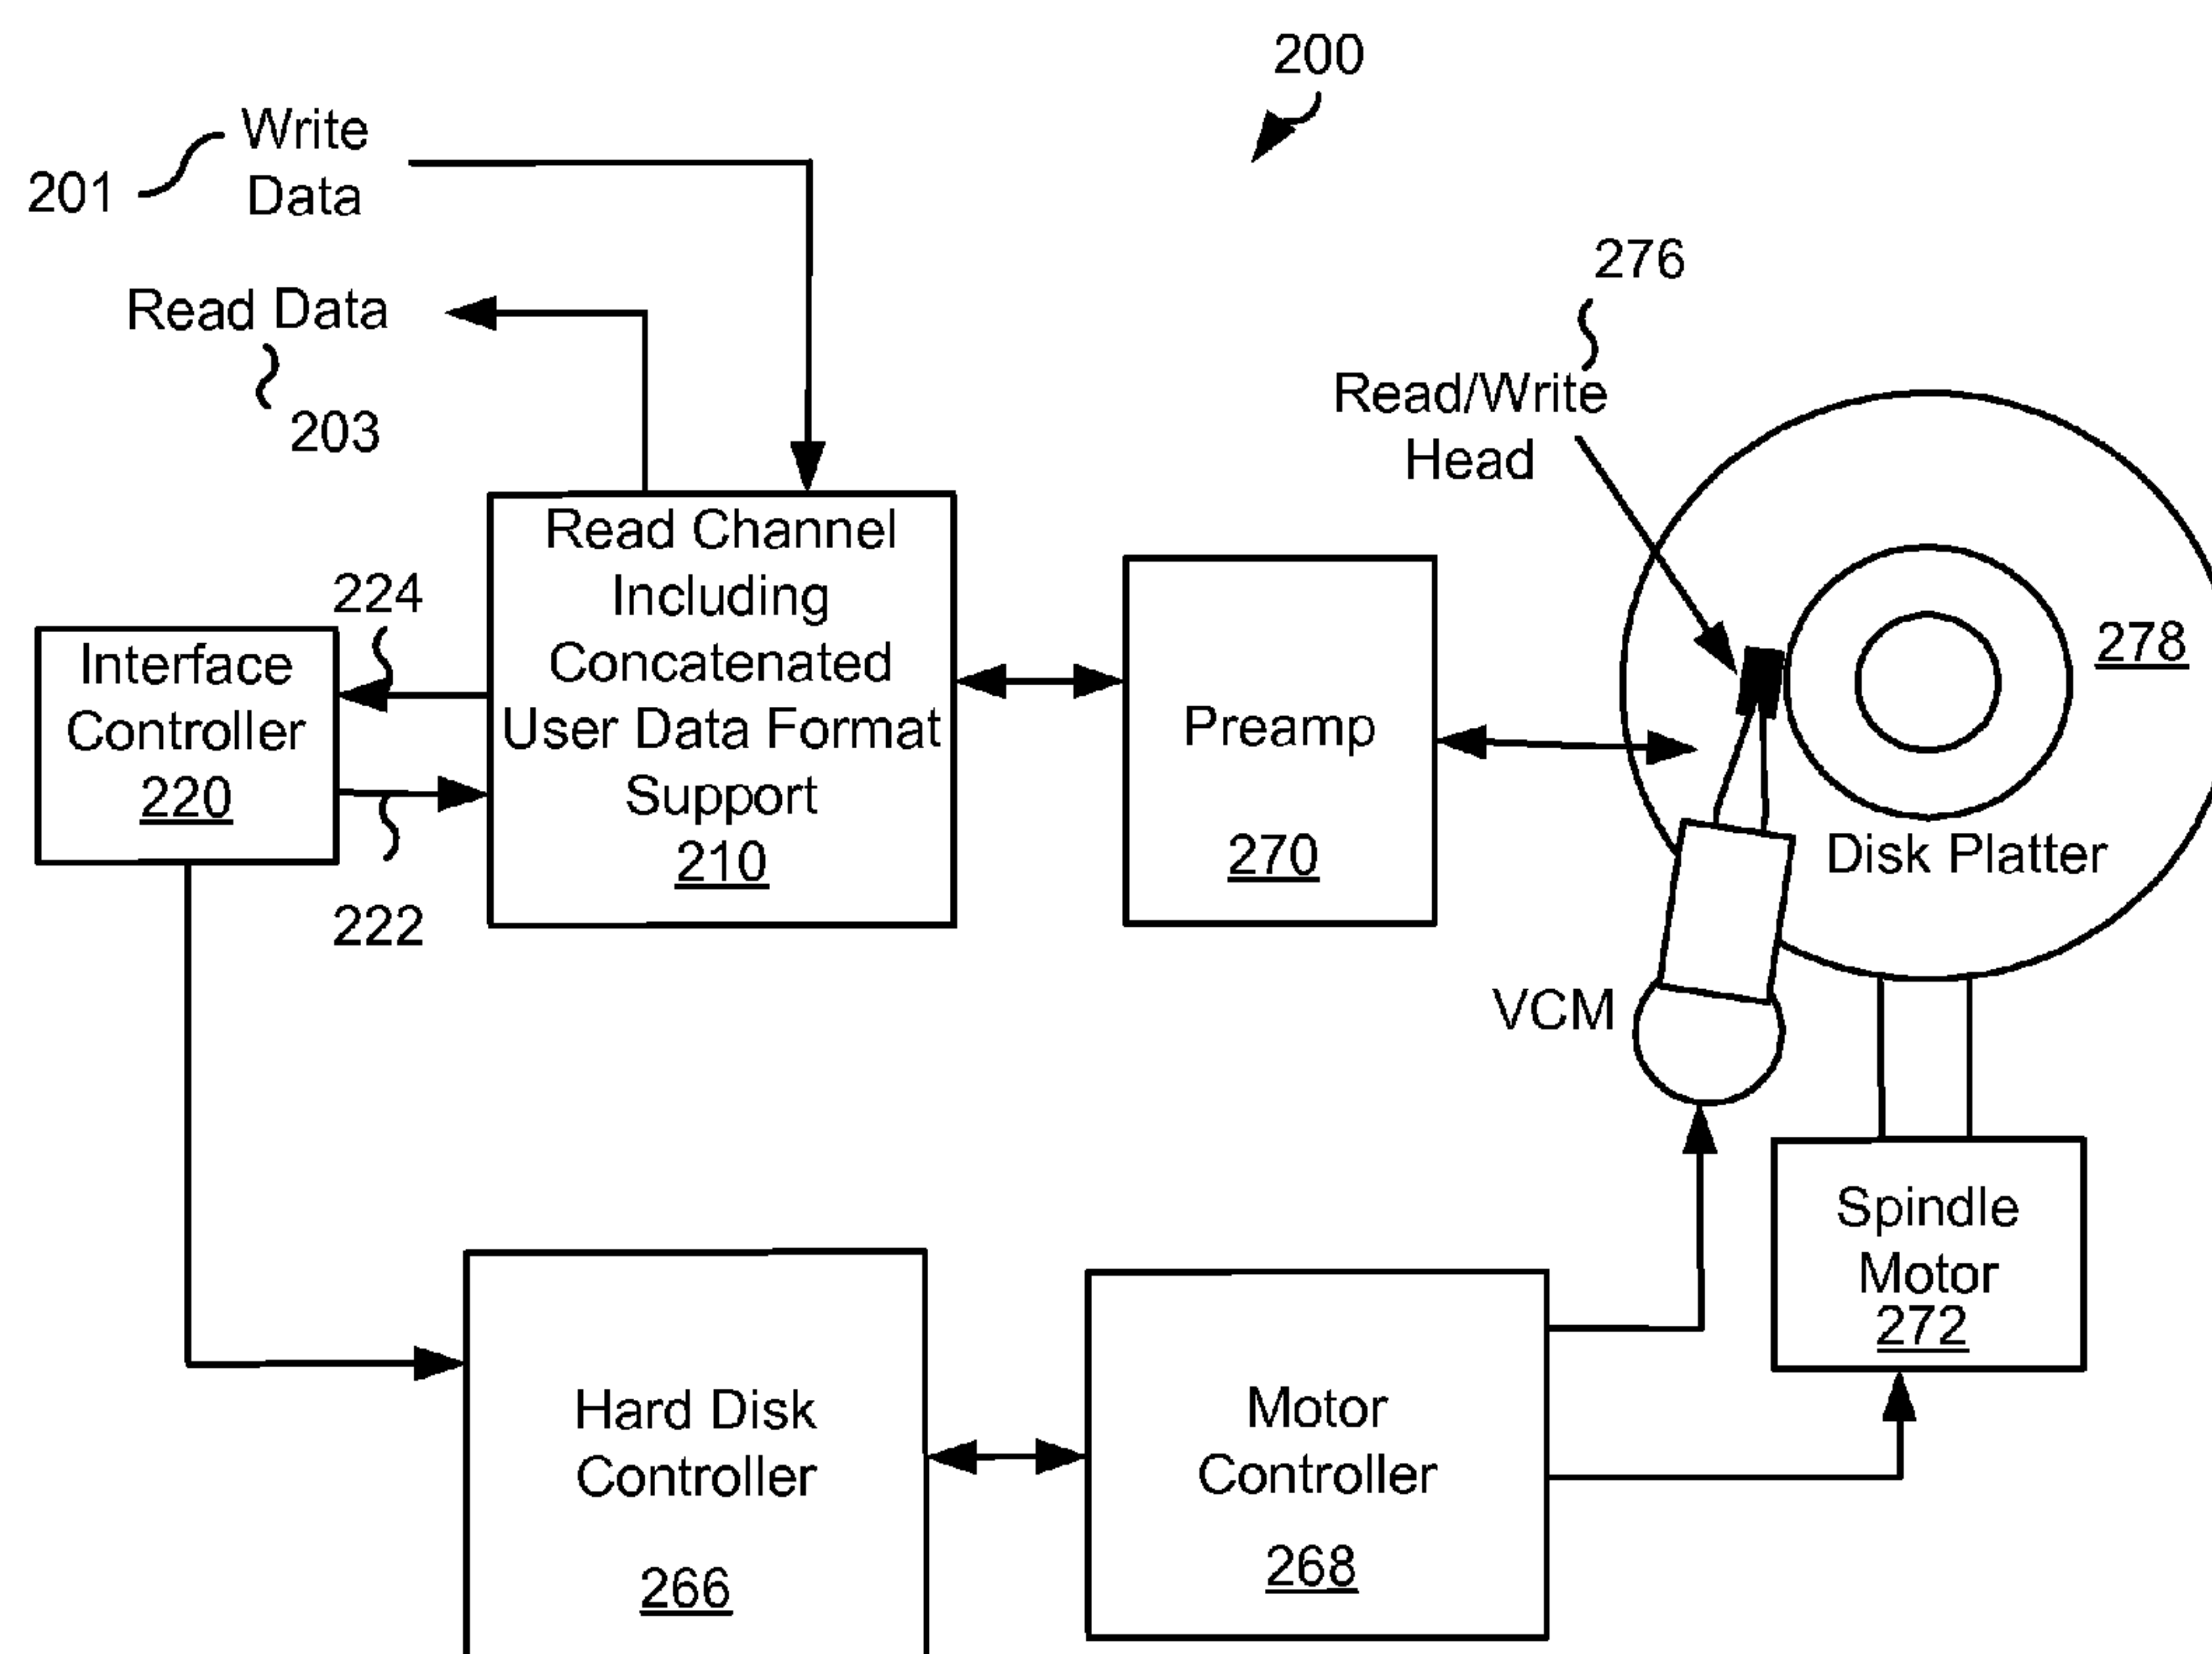 200
Write
Data
201
Read Data
203
276
Read/Write
Head
Read Channel
Including
Concatenated
User Data Format
Support
210
224
Interface
Controller
220
222
Preamp
270
278
Disk Platter
VCM
Spindle
Motor
272
Hard Disk
Controller
266
Motor
Controller
268